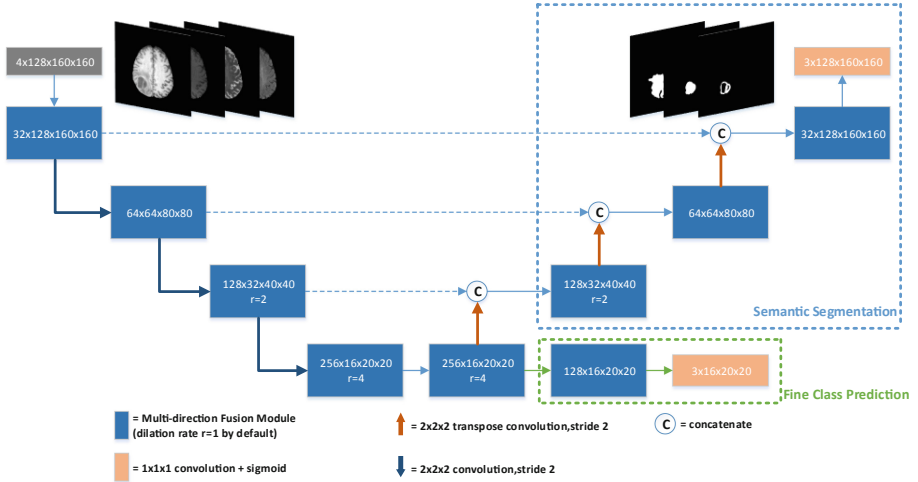 4x128x160x160
3x128x160x160
32x128x160x160
C
32x128x160x160
64x64x80x80
C
64x64x80x80
128x32x40x40
r=2
C
128x32x40x40
r=2
Semantic Segmentation
256x16x20x20
r=4
256x16x20x20
r=4
128x16x20x20
3x16x20x20
Fine Class Prediction
= Multi-direction Fusion Module
(dilation rate r=1 by default)
= 2x2x2 transpose convolution,stride 2
C = concatenate
= 1x1x1 convolution + sigmoid
= 2x2x2 convolution,stride 2